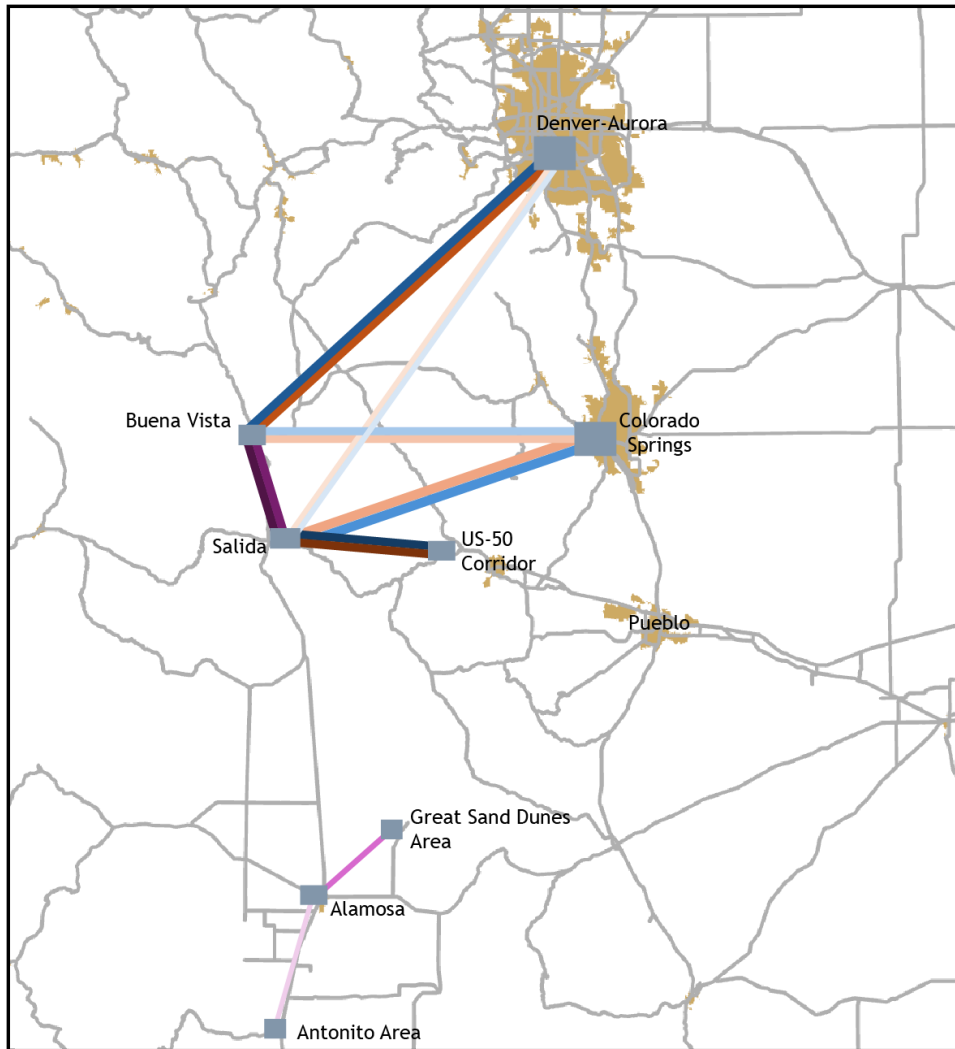 Denver-Aurora
Buena Vista
Colorado
Springs
Salida
US-50
Corridor
Pueblo
Great Sand Dunes
Area
Alamosa
Antonito Area